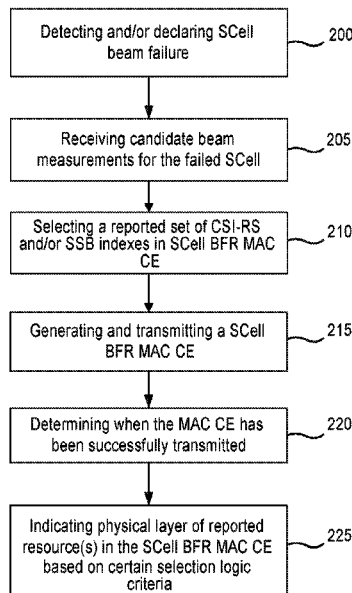 Detecting and/or declaring SCell
beam failure
200
Receiving candidate beam
measurements for the failed SCell
205
Selecting a reported set of CSI-RS
and/or SSB indexes in SCell BFR MAC
CE
210
Generating and transmitting a SCell
BFR MAC CE
215
Determining when the MAC CE has
been successfully transmitted
220
Indicating physical layer of reported
resource(s) in the SCell BFR MAC CE
based on certain selection logic
criteria
225